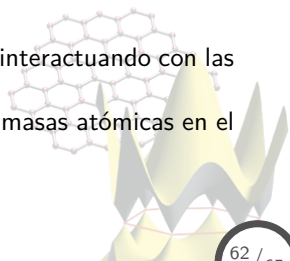 interactuando con las
masas atómicas en el
62 /